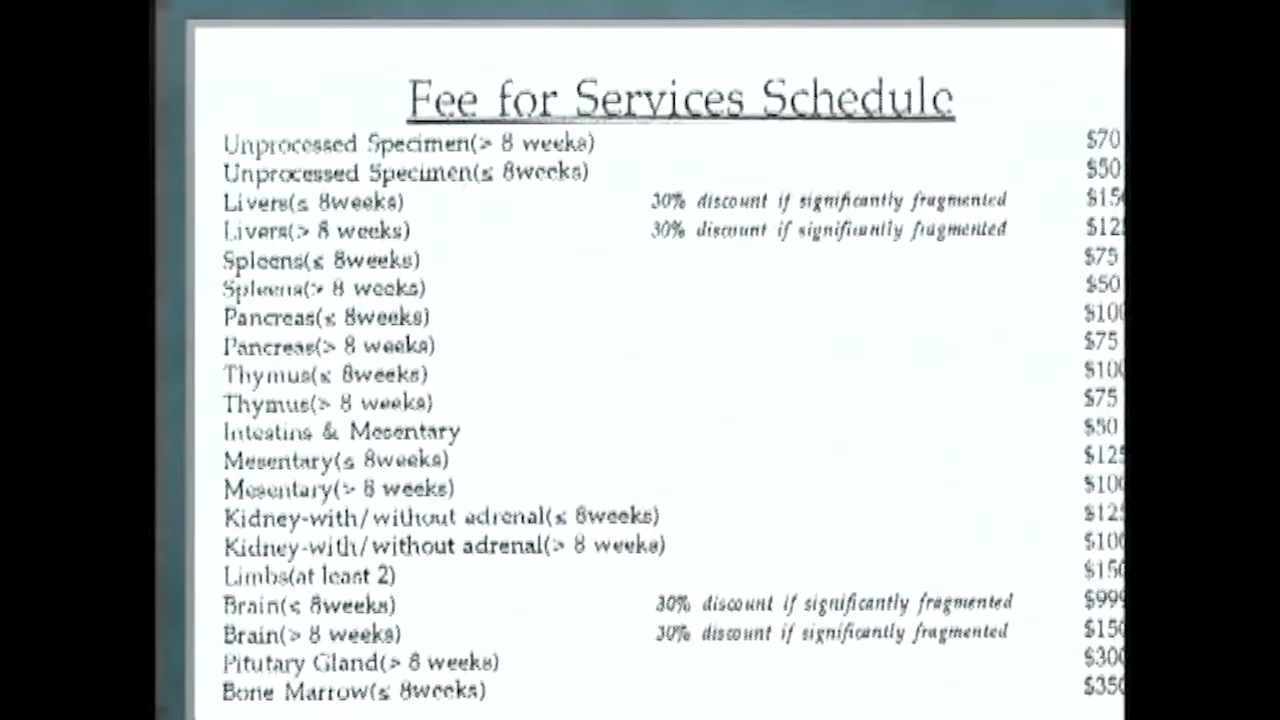 Fee for Services Schedule
Unprocessed Specimen(> 8 weeks) $70
Unprocessed Specimen(≤ 8weeks) $50
Livers(≤ 8weeks) 30% discount if significantly fragmented $150
Livers(> 8 weeks) 30% discount if significantly fragmented $125
Spleens(≤ 8weeks) $75
Spleens(> 8 weeks) $50
Pancreas(≤ 8weeks) $100
Pancreas(> 8 weeks) $75
Thymus(≤ 8weeks) $100
Thymus(> 8 weeks) $75
Intestins & Mesentary $50
Mesentary(≤ 8weeks) $125
Mesentary(> 8 weeks) $100
Kidney-with/without adrenal(≤ 8weeks) $125
Kidney-with/without adrenal(> 8 weeks) $100
Limbs(at least 2) $150
Brain(≤ 8weeks) 30% discount if significantly fragmented $999
Brain(> 8 weeks) 30% discount if significantly fragmented $150
Pitutary Gland(> 8 weeks) $300
Bone Marrow(≤ 8weeks) $350